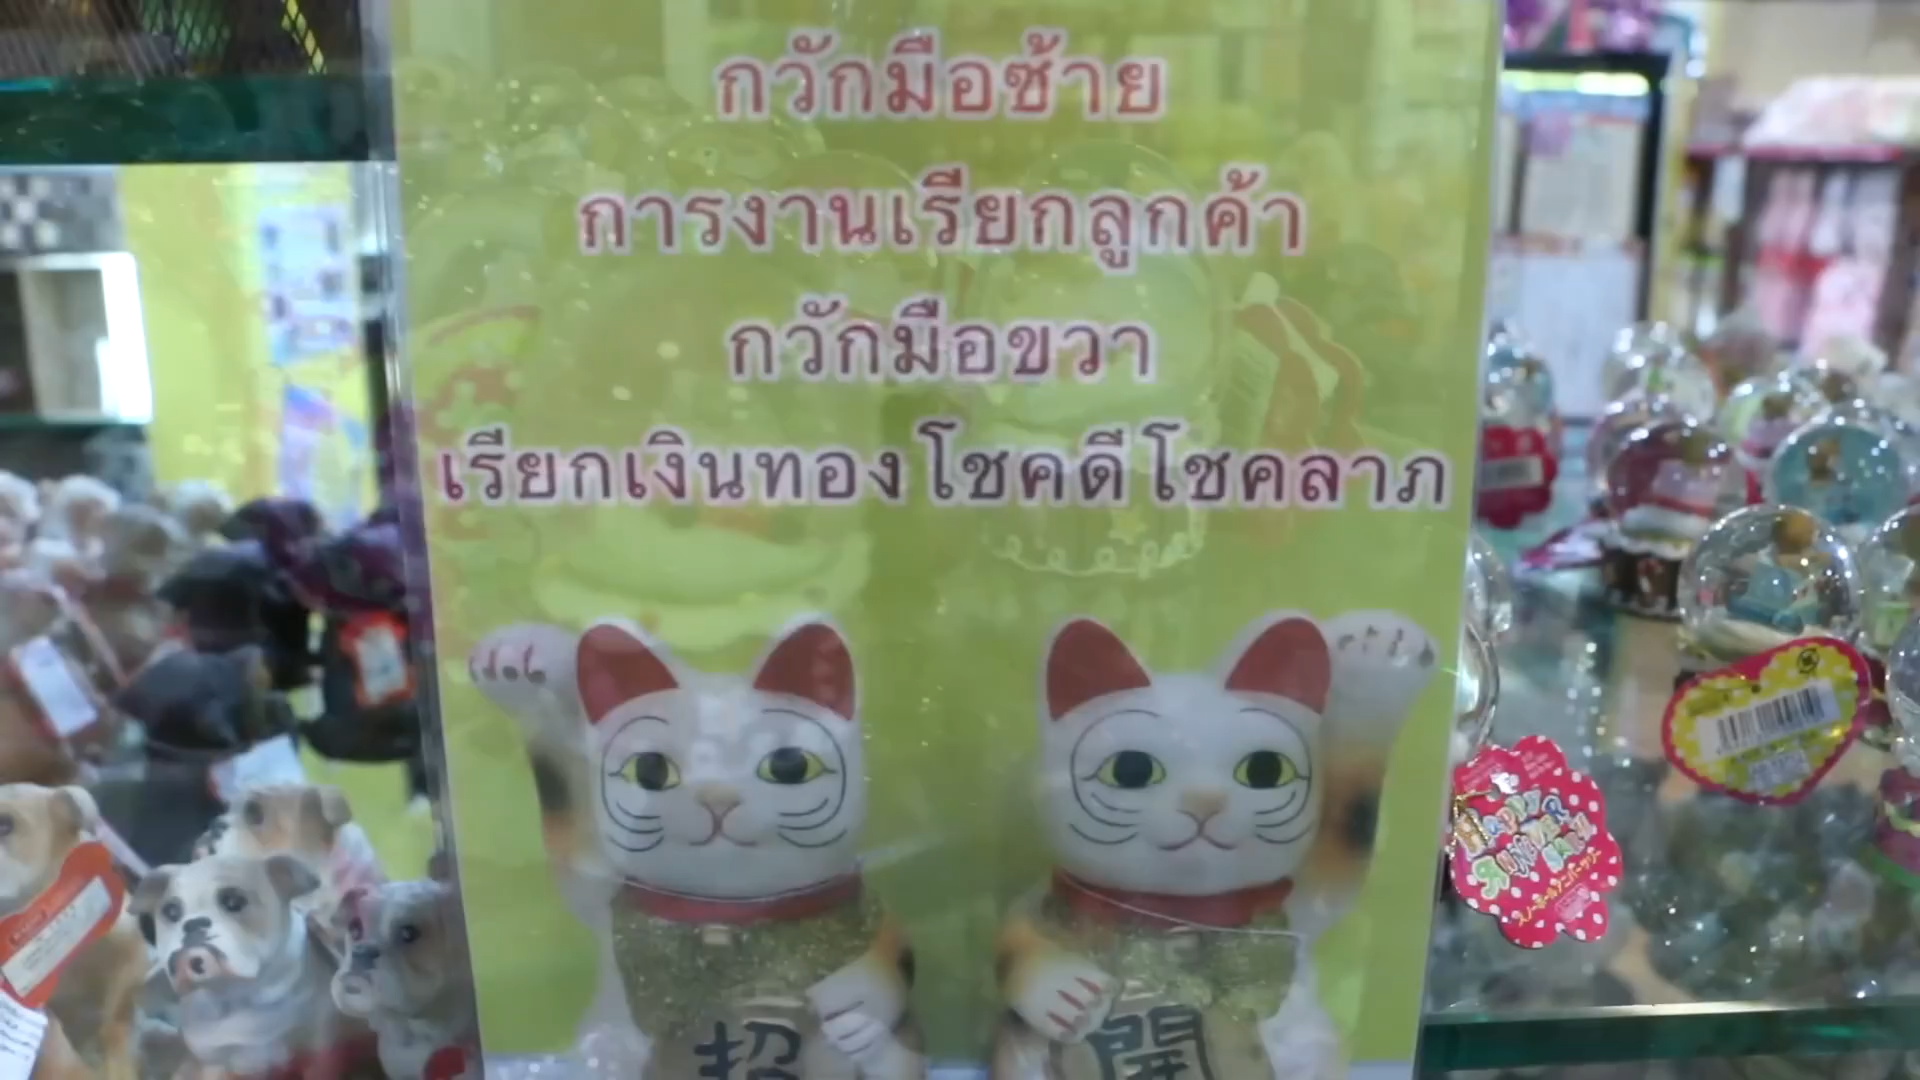 กวักมือซ้าย
การงานเรียกลูกค้า
กวักมือขวา
เรียกเงินทองโชคดีโชคลาภ
招
開
HAPPY